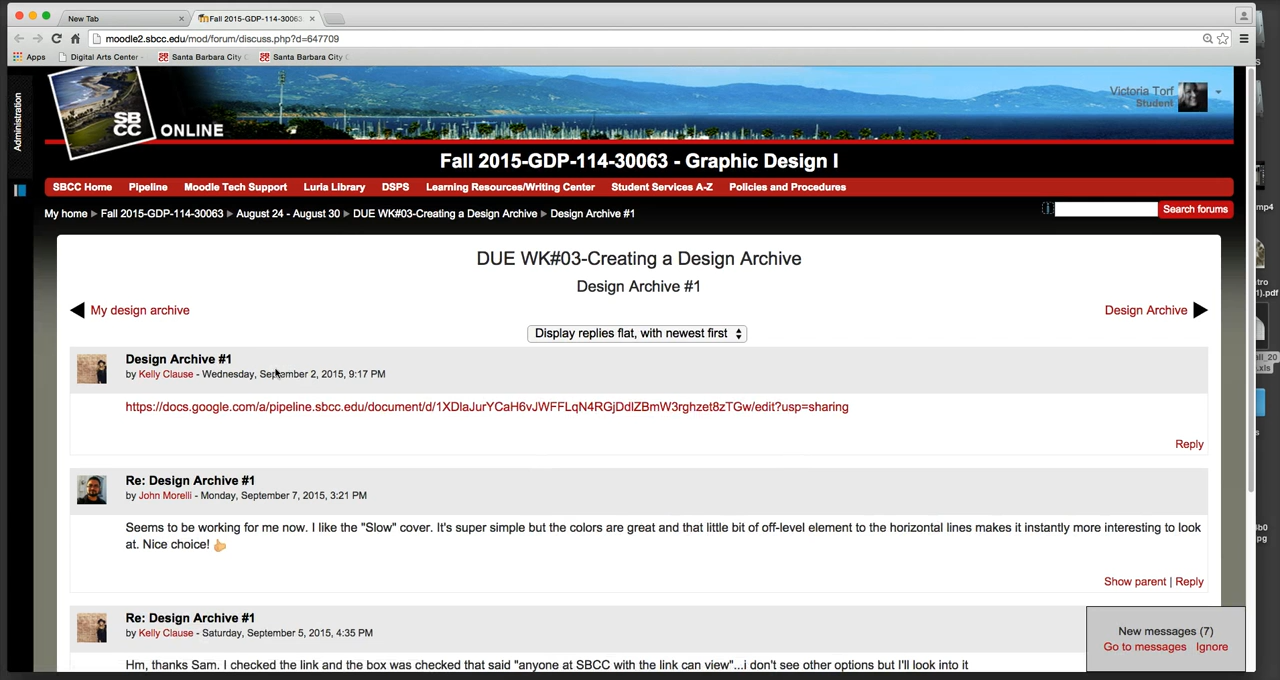 New Tab
Fall 2015-GDP-114-30063
moodle2.sbcc.edu/mod/forum/discuss.php?d=647709
Apps
Digital Arts Center
Santa Barbara City
Santa Barbara City
Administration
SB
CC
ONLINE
Victoria Torf
Student
Fall 2015-GDP-114-30063 - Graphic Design I
SBCC Home Pipeline Moodle Tech Support Luria Library DSPS Learning Resources/Writing Center Student Services A-Z Policies and Procedures
My home ▶ Fall 2015-GDP-114-30063 ▶ August 24 - August 30 ▶ DUE WK#03-Creating a Design Archive ▶ Design Archive #1
Search forums
DUE WK#03-Creating a Design Archive
Design Archive #1
My design archive
Design Archive
Display replies flat, with newest first
Design Archive #1
by Kelly Clause - Wednesday, September 2, 2015, 9:17 PM
https://docs.google.com/a/pipeline.sbcc.edu/document/d/1XDlaJurYCaH6vJWFFLqN4RGjDdlZBmW3rghzet8zTGw/edit?usp=sharing
Reply
Re: Design Archive #1
by John Morelli - Monday, September 7, 2015, 3:21 PM
Seems to be working for me now. I like the "Slow" cover. It's super simple but the colors are great and that little bit of off-level element to the horizontal lines makes it instantly more interesting to look
at. Nice choice! 👍
Show parent | Reply
Re: Design Archive #1
by Kelly Clause - Saturday, September 5, 2015, 4:35 PM
Hm, thanks Sam. I checked the link and the box was checked that said "anyone at SBCC with the link can view"...i don't see other options but I'll look into it
New messages (7)
Go to messages Ignore